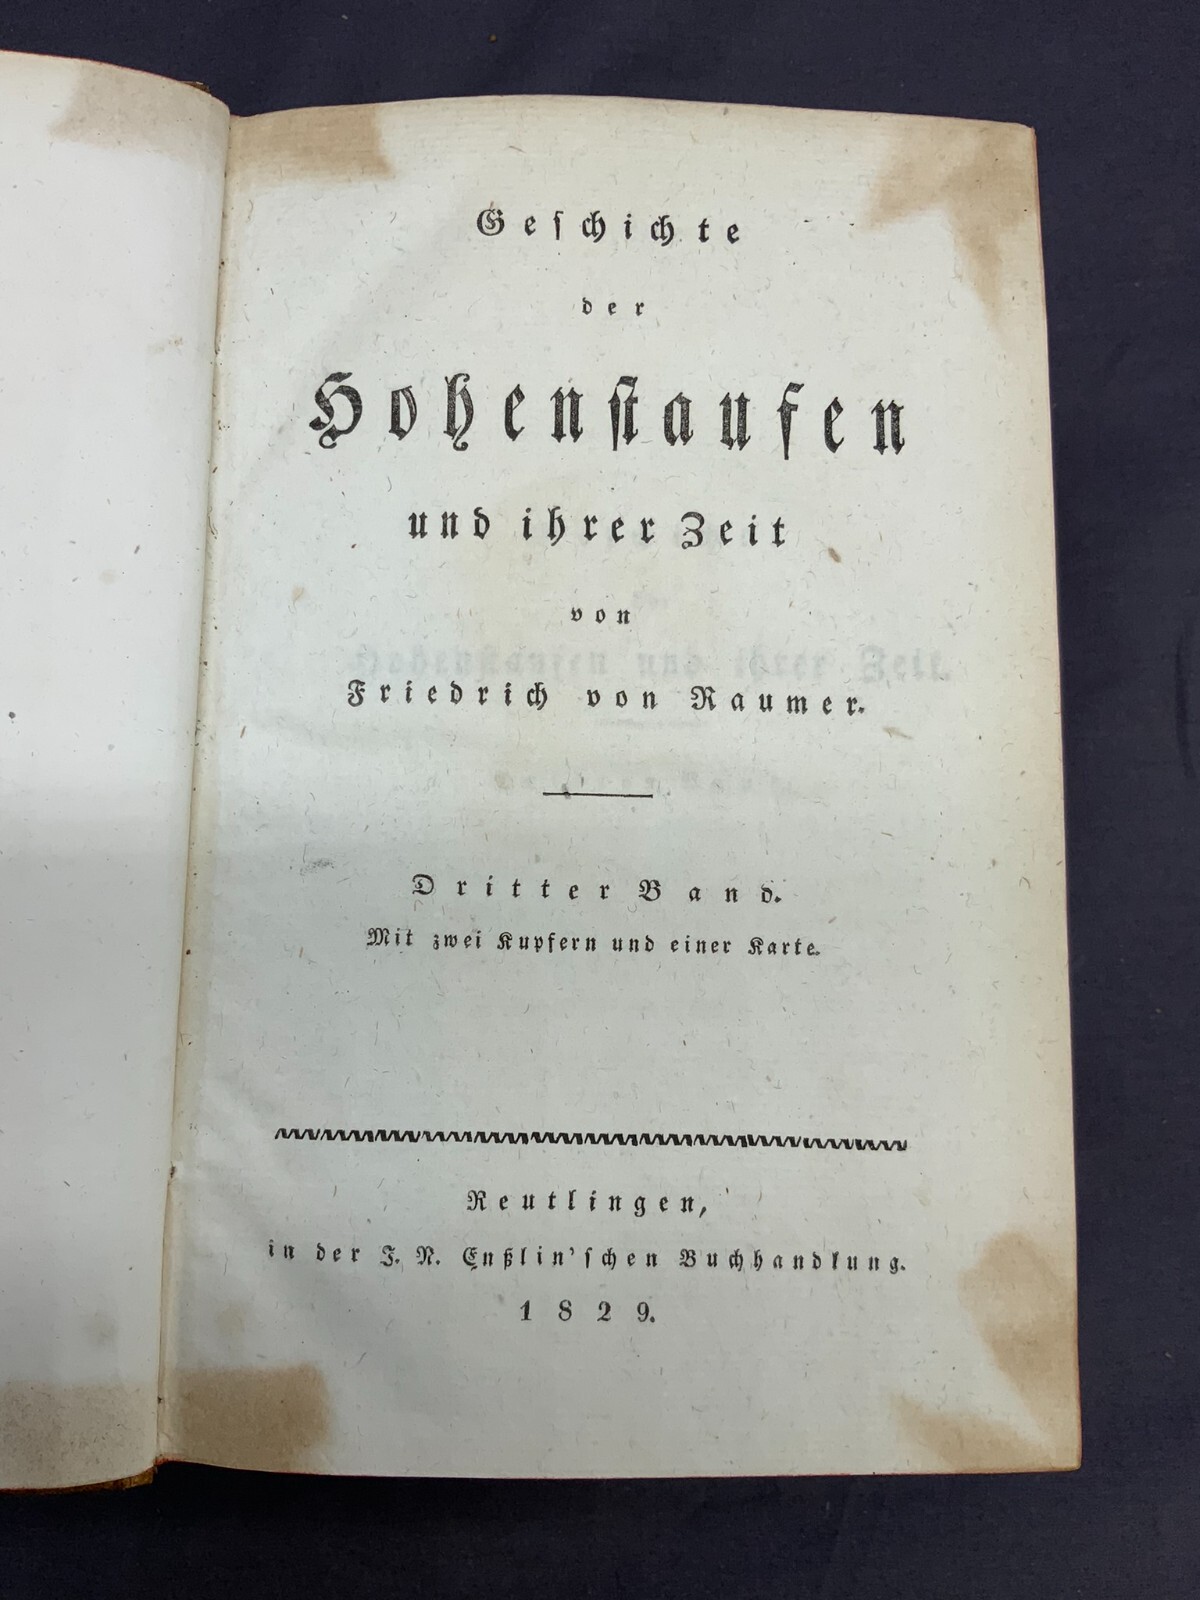 Geschichte
der
Hohenstaufen
und ihrer Zeit
von
Friedrich von Raumer.
Dritter Band.
Mit zwei Kupfern und einer Karte.
Reutlingen,
in der J. N. Enßlin'schen Buchhandlung.
1829.